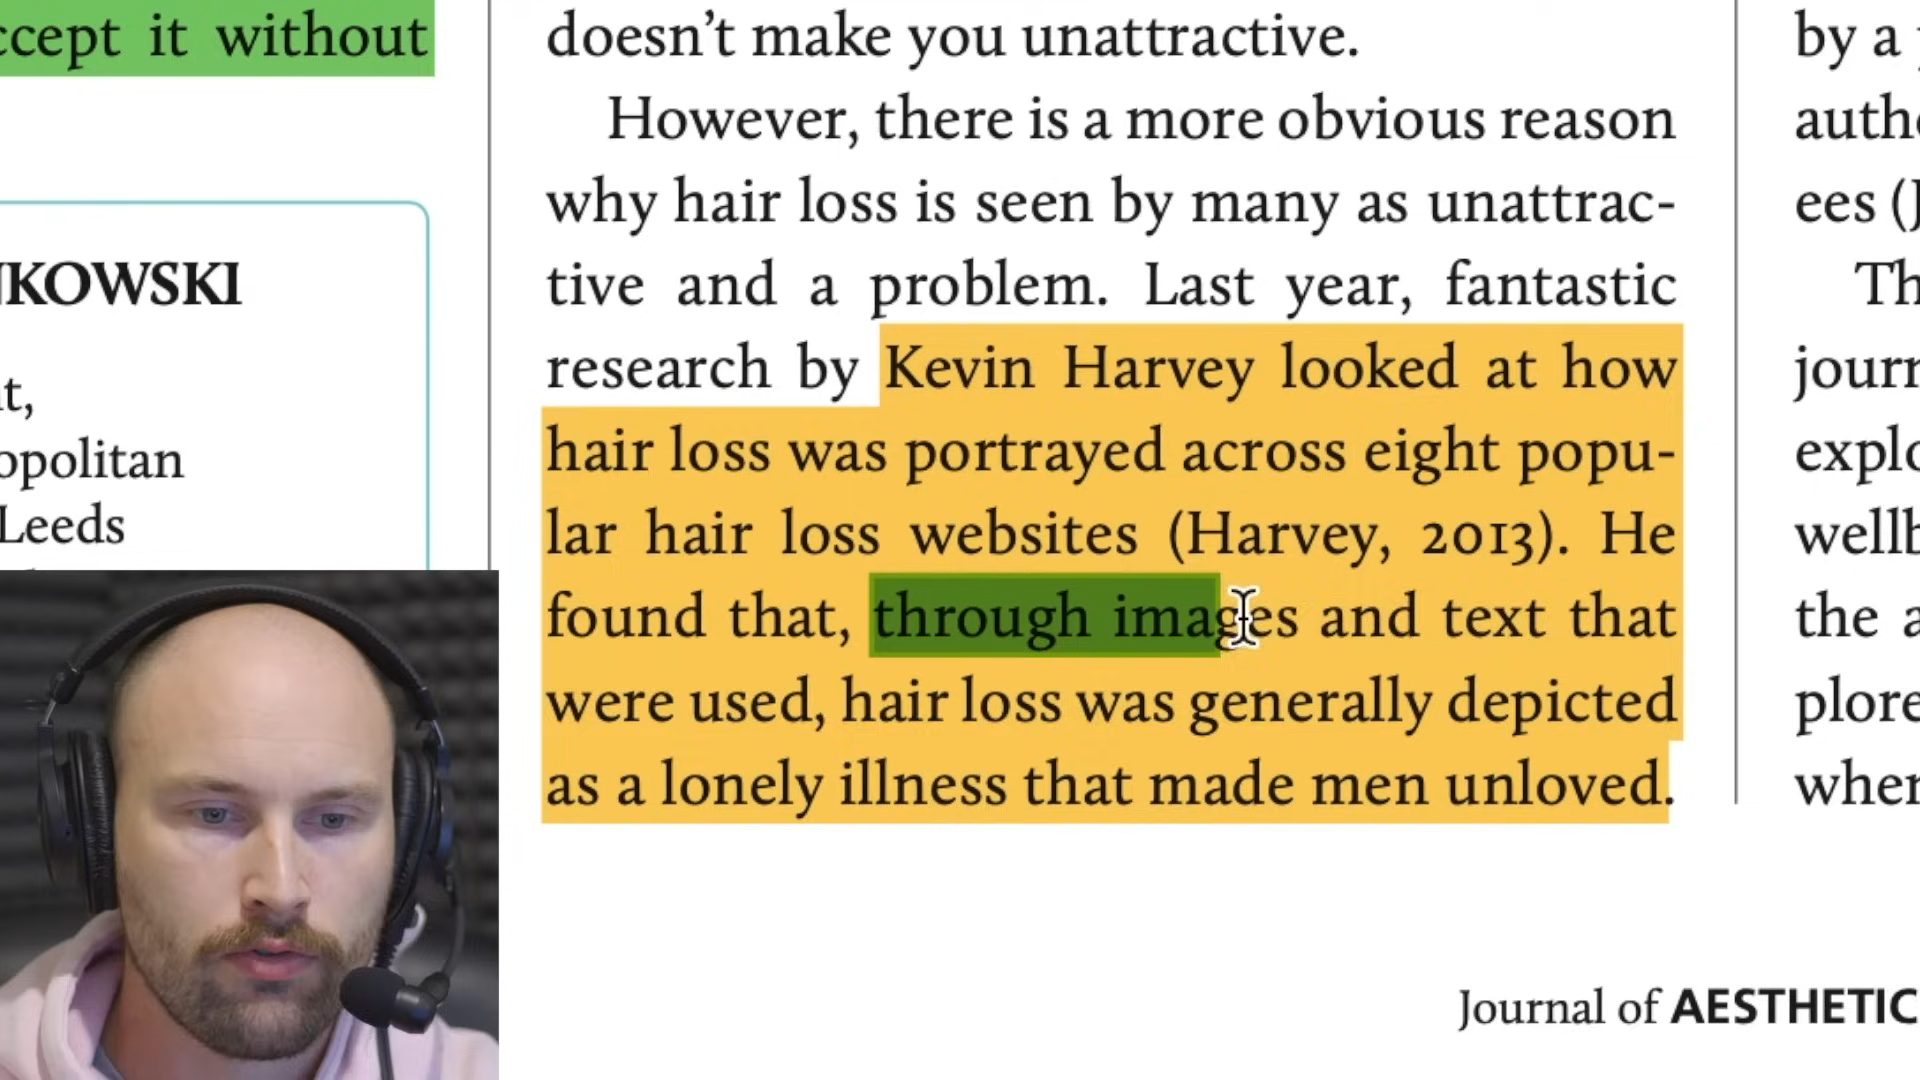 ccept it without
NKOWSKI
t,
opolitan
Leeds
doesn’t make you unattractive.
However, there is a more obvious reason
why hair loss is seen by many as unattrac-
tive and a problem. Last year, fantastic
research by Kevin Harvey looked at how
hair loss was portrayed across eight popu-
lar hair loss websites (Harvey, 2013). He
found that, through images and text that
were used, hair loss was generally depicted
as a lonely illness that made men unloved.
by a
autho
ees (J
Th
journ
explo
wellb
the a
plore
when
Journal of AESTHETIC